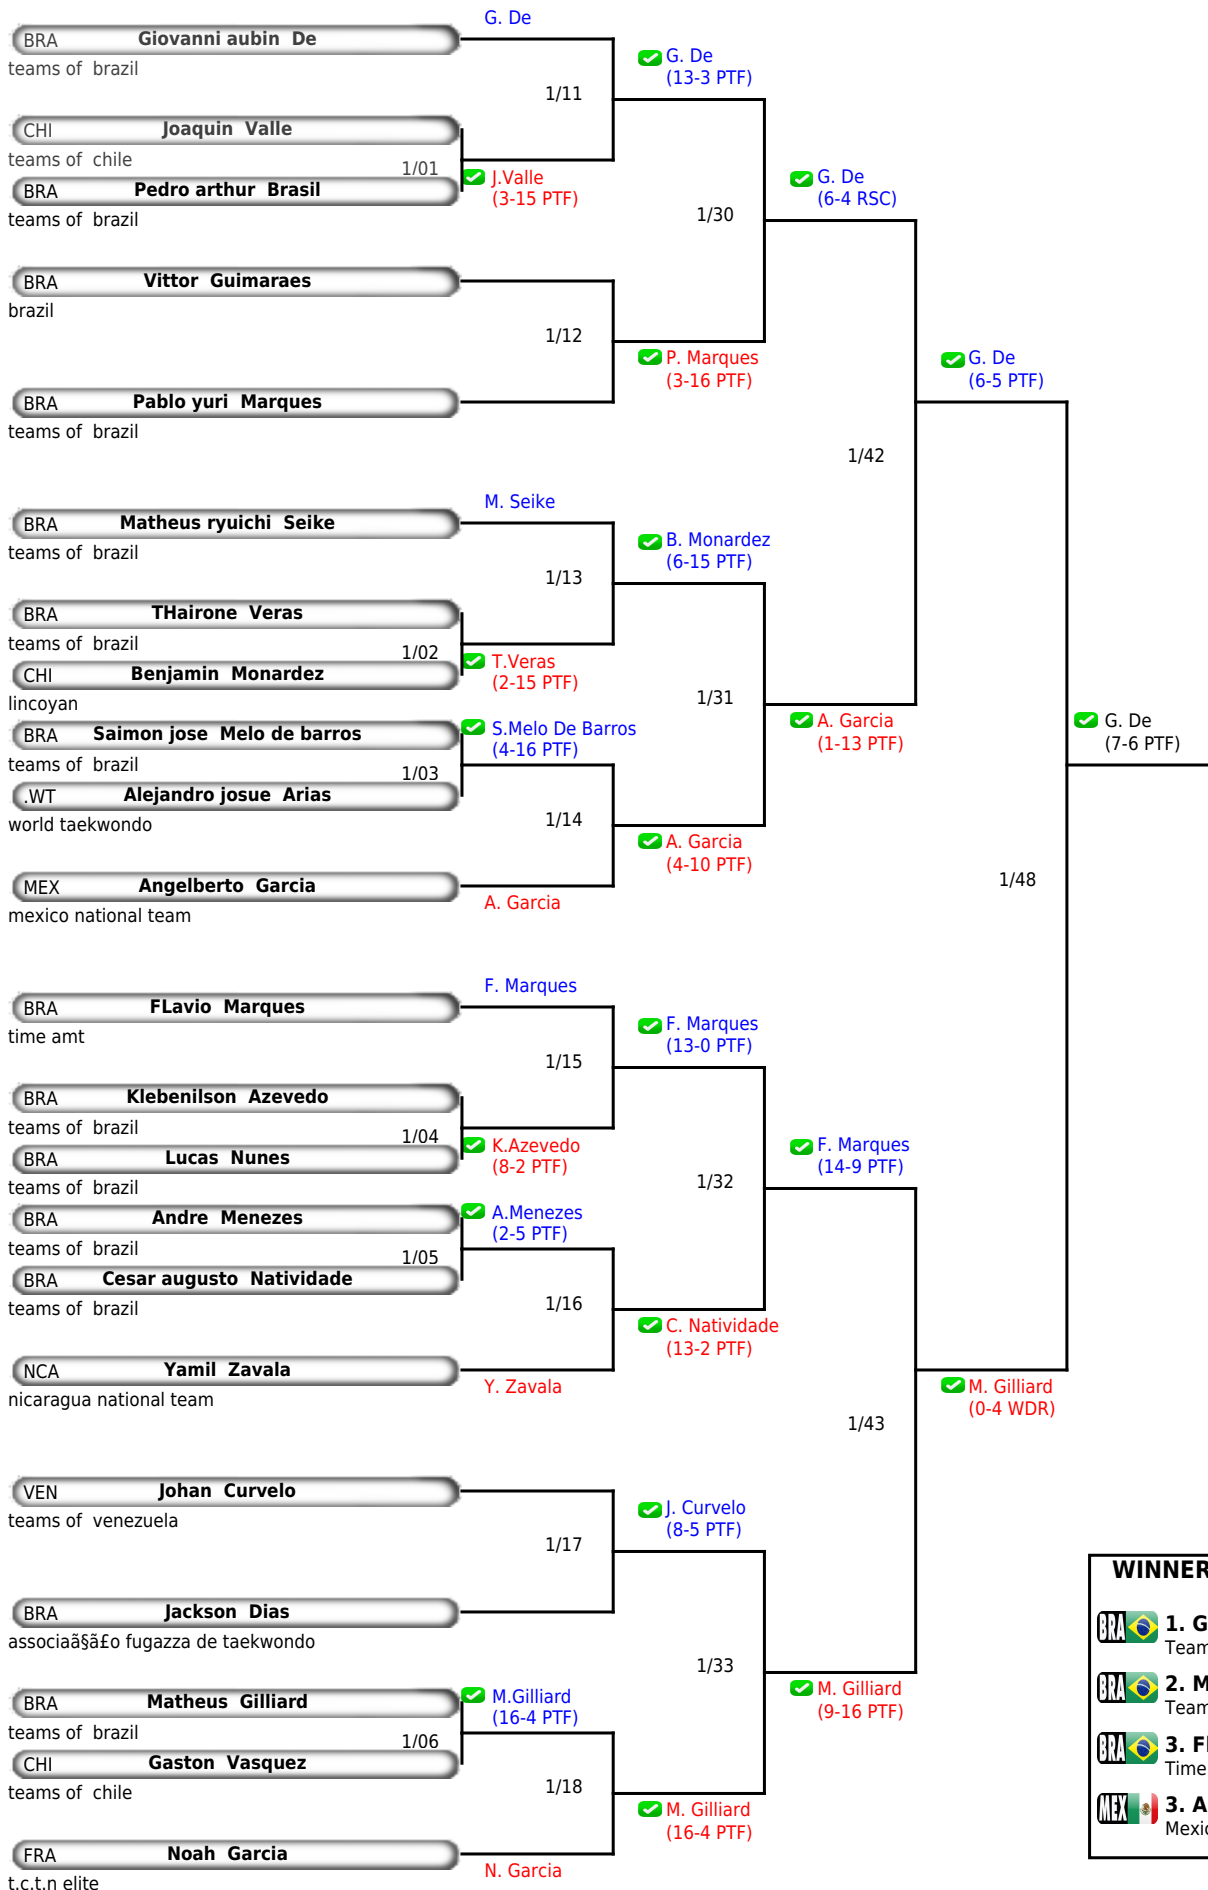 G. De
BRA Giovanni aubin De
teams of brazil
1/11
G. De
(13-3 PTF)
CHI Joaquin Valle
teams of chile
1/01
J.Valle
(3-15 PTF)
BRA Pedro arthur Brasil
teams of brazil
1/30
G. De
(6-4 RSC)
BRA Vittor Guimaraes
brazil
1/12
P. Marques
(3-16 PTF)
BRA Pablo yuri Marques
teams of brazil
1/42
G. De
(6-5 PTF)
M. Seike
BRA Matheus ryuichi Seike
teams of brazil
1/13
B. Monardez
(6-15 PTF)
BRA THairone Veras
teams of brazil
1/02
T.Veras
(2-15 PTF)
CHI Benjamin Monardez
lincoyan
1/31
A. Garcia
(1-13 PTF)
G. De
(7-6 PTF)
BRA Saimon jose Melo de barros
teams of brazil
S.Melo De Barros
(4-16 PTF)
1/03
.WT Alejandro josue Arias
world taekwondo
1/14
A. Garcia
(4-10 PTF)
MEX Angelberto Garcia
mexico national team
A. Garcia
1/48
F. Marques
BRA FLavio Marques
time amt
1/15
F. Marques
(13-0 PTF)
BRA Klebenilson Azevedo
teams of brazil
1/04
K.Azevedo
(8-2 PTF)
BRA Lucas Nunes
teams of brazil
1/32
F. Marques
(14-9 PTF)
BRA Andre Menezes
teams of brazil
A.Menezes
(2-5 PTF)
1/05
BRA Cesar augusto Natividade
teams of brazil
1/16
C. Natividade
(13-2 PTF)
NCA Yamil Zavala
nicaragua national team
Y. Zavala
1/43
M. Gilliard
(0-4 WDR)
VEN Johan Curvelo
teams of venezuela
1/17
J. Curvelo
(8-5 PTF)
BRA Jackson Dias
associaã§ã£o fugazza de taekwondo
1/33
M. Gilliard
(9-16 PTF)
BRA Matheus Gilliard
teams of brazil
M.Gilliard
(16-4 PTF)
1/06
CHI Gaston Vasquez
teams of chile
1/18
M. Gilliard
(16-4 PTF)
FRA Noah Garcia
t.c.t.n elite
N. Garcia
WINNER
BRA 1. G
Team
BRA 2. M
Team
BRA 3. Fl
Time
MEX 3. A
Mexic